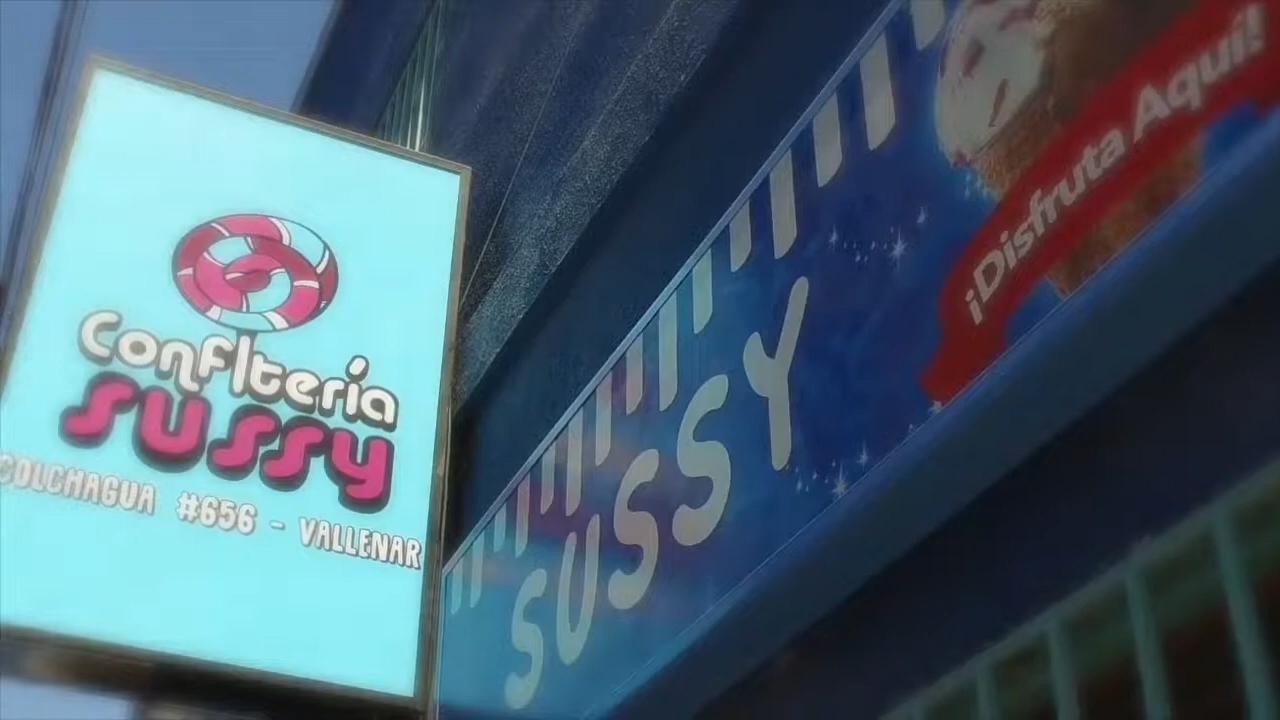 Confitería
SUSSY
COLCHAGUA #656 - VALLENAR
SUSSY
¡Disfruta Aquí!